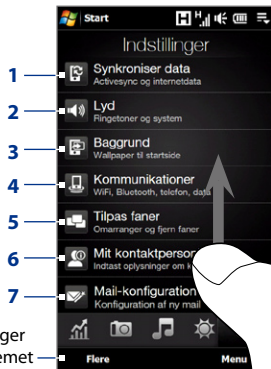 Start
Indstillinger
1
Synkroniser data
Activesync og internetdata
2
Lyd
Ringetoner og system
3
Baggrund
Wallpaper til startside
4
Kommunikationer
WiFi, Bluetooth, telefon, data
5
Tilpas faner
Omarranger og fjern faner
6
Mit kontaktperson
Indtast oplysninger om
7
Mail-konfiguration
Konfiguration af ny mail
ger
emet
Flere
Menu